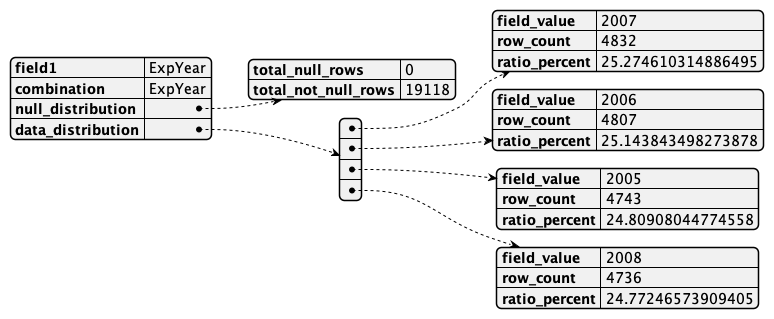 field1 ExpYear
combination ExpYear
null_distribution
data_distribution
total_null_rows 0
total_not_null_rows 19118
field_value 2007
row_count 4832
ratio_percent 25.274610314886495
field_value 2006
row_count 4807
ratio_percent 25.143843498273878
field_value 2005
row_count 4743
ratio_percent 24.80908044774558
field_value 2008
row_count 4736
ratio_percent 24.77246573909405